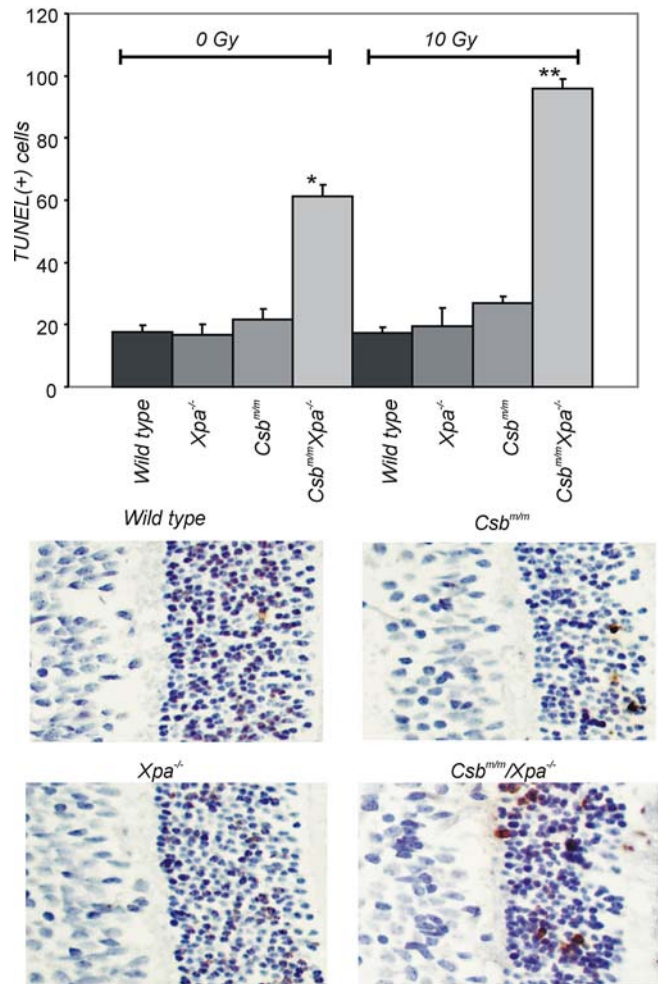 120
100
80
60
40
20
0
TUNEL(+) cells
0 Gy
10 Gy
*
**
Wild type
Xpa-/-
Csbm/m
Csbm/mXpa-/-
Wild type
Xpa-/-
Csbm/m
Csbm/mXpa-/-
Wild type
Csbm/m
Xpa-/-
Csbm/m/Xpa-/-